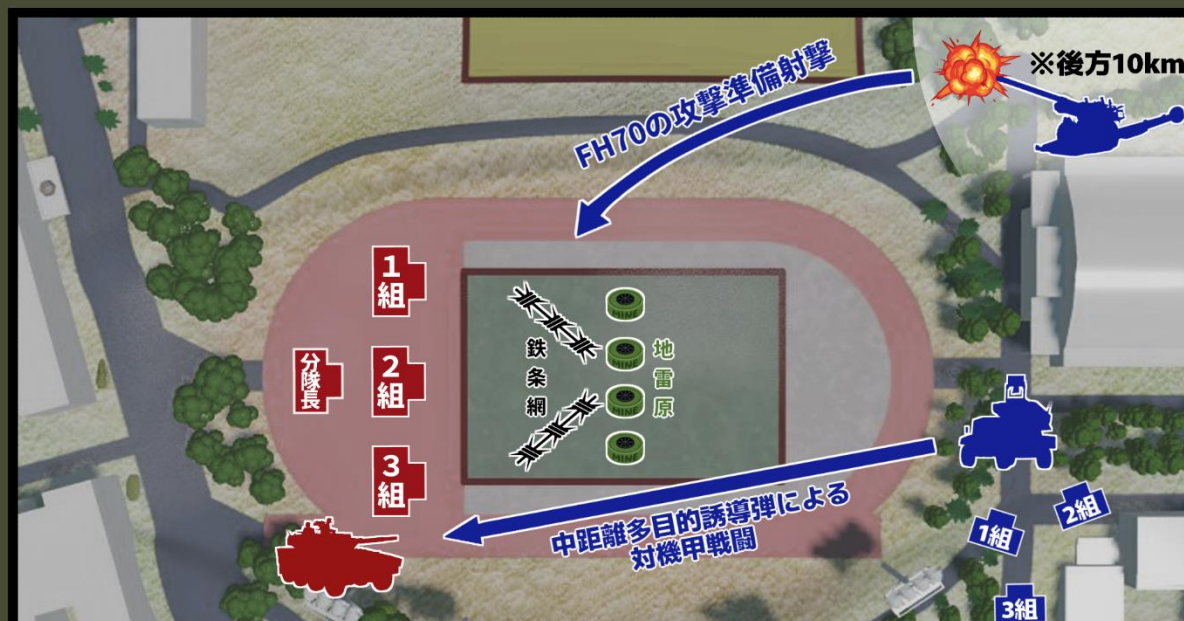 ※後方10km
FH70の攻撃準備射撃
1組
分隊長
2組
3組
鉄条網
地雷原
MINE
MINE
MINE
MINE
中距離多目的誘導弾による
対機甲戦闘
2組
1組
3組